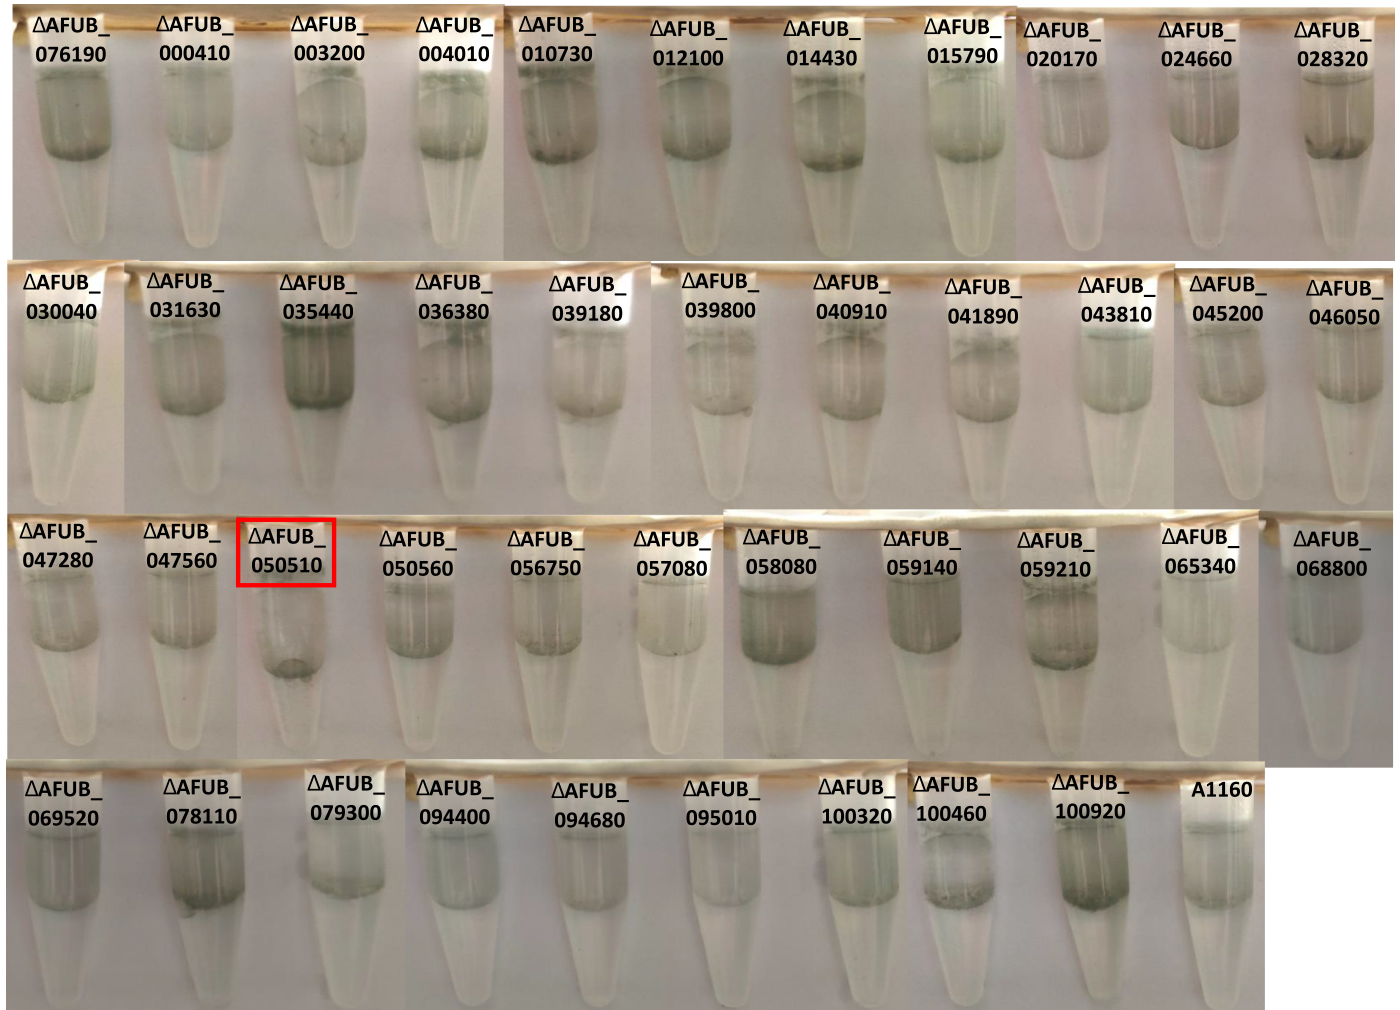 ΔAFUB_
076190
ΔAFUB_
000410
ΔAFUB_
003200
ΔAFUB_
004010
ΔAFUB_
010730
ΔAFUB_
012100
ΔAFUB_
014430
ΔAFUB_
015790
ΔAFUB_
020170
ΔAFUB_
024660
ΔAFUB_
028320
ΔAFUB_
030040
ΔAFUB_
031630
ΔAFUB_
035440
ΔAFUB_
036380
ΔAFUB_
039180
ΔAFUB_
039800
ΔAFUB_
040910
ΔAFUB_
041890
ΔAFUB_
043810
ΔAFUB_
045200
ΔAFUB_
046050
ΔAFUB_
047280
ΔAFUB_
047560
ΔAFUB_
050510
ΔAFUB_
050560
ΔAFUB_
056750
ΔAFUB_
057080
ΔAFUB_
058080
ΔAFUB_
059140
ΔAFUB_
059210
ΔAFUB_
065340
ΔAFUB_
068800
ΔAFUB_
069520
ΔAFUB_
078110
ΔAFUB_
079300
ΔAFUB_
094400
ΔAFUB_
094680
ΔAFUB_
095010
ΔAFUB_
100320
ΔAFUB_
100460
ΔAFUB_
100920
A1160